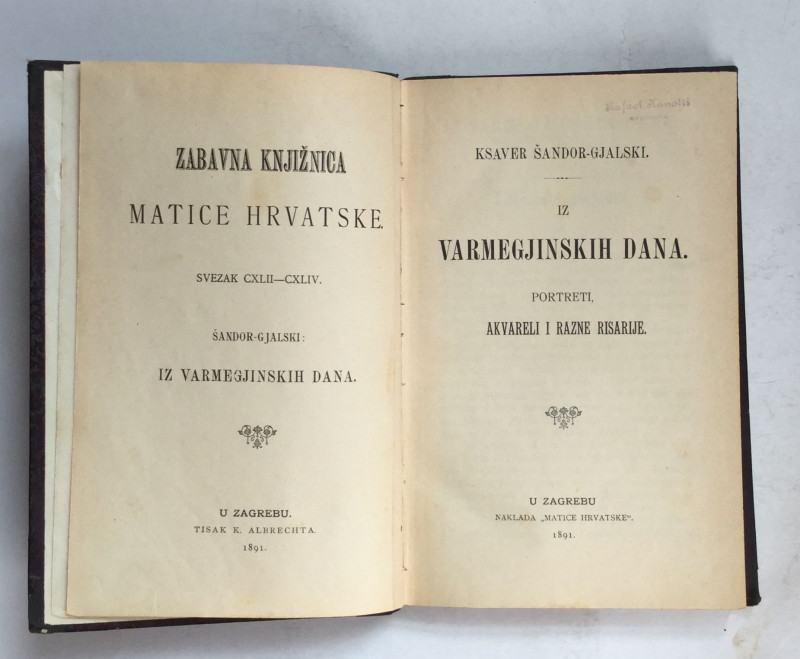 ZABAVNA KNJIŽNICA
MATICE HRVATSKE.
SVEZAK CXLII—CXLIV.
ŠANDOR-GJALSKI:
IZ VARMEGJINSKIH DANA.
U ZAGREBU.
TISAK K. ALBRECHTA.
1891.
KSAVER ŠANDOR-GJALSKI.
IZ
VARMEGJINSKIH DANA.
PORTRETI,
AKVARELI I RAZNE RISARIJE.
U ZAGREBU
NAKLADA „MATICE HRVATSKE“.
1891.